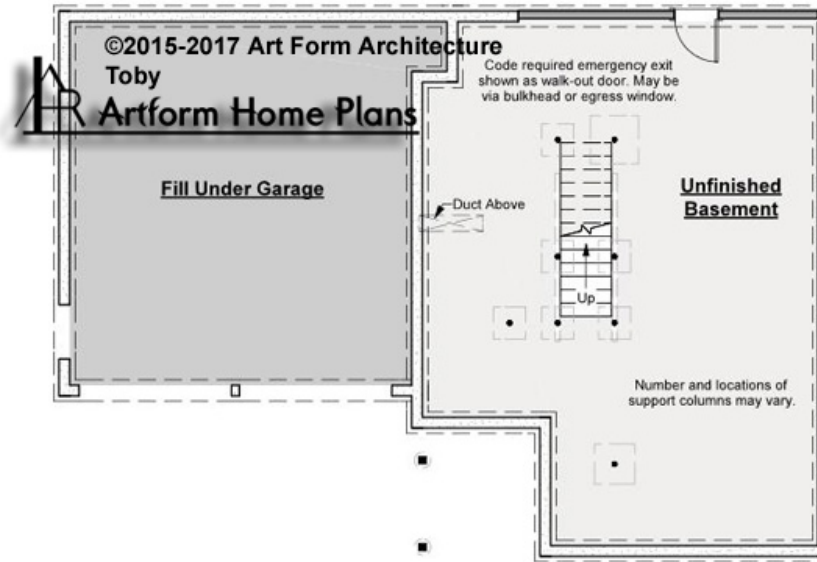 ©2015-2017 Art Form Architecture
Toby
Artform Home Plans
Code required emergency exit
shown as walk-out door. May be
via bulkhead or egress window.
Fill Under Garage
Unfinished
Basement
Duct Above
Up
Number and locations of
support columns may vary.